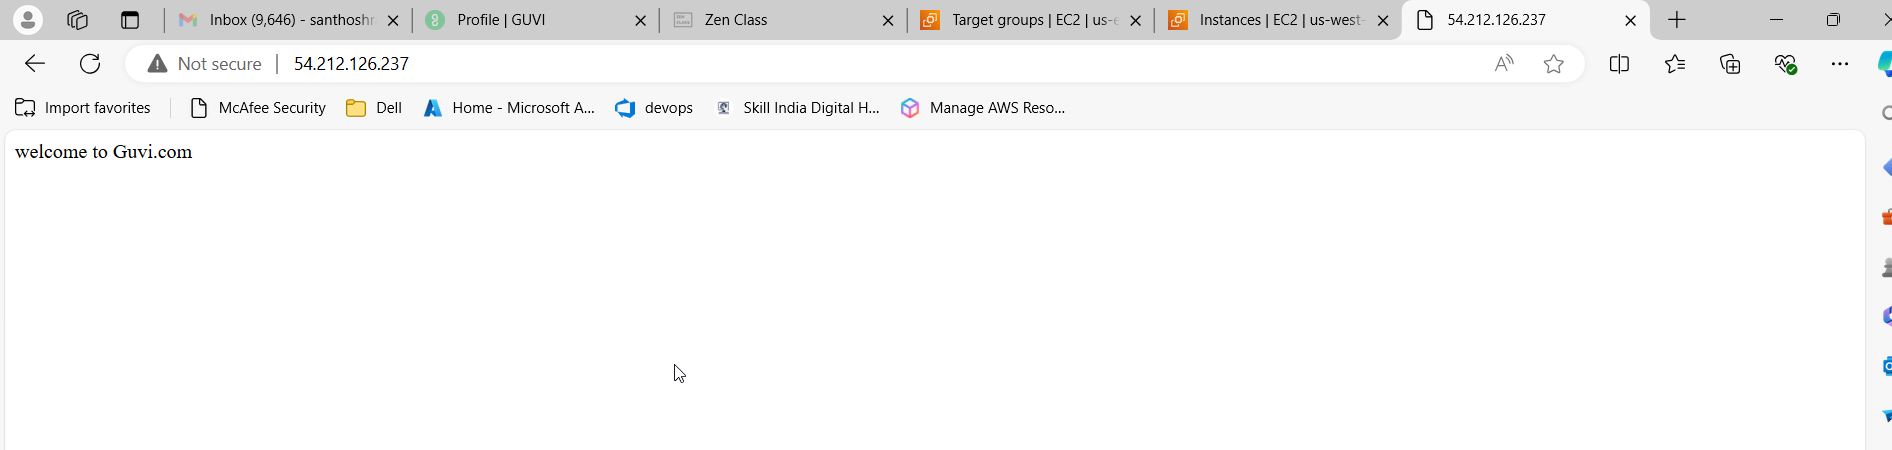 Inbox (9,646) - santhoshr
Profile | GUVI
Zen Class
Target groups | EC2 | us-e
Instances | EC2 | us-west-
54.212.126.237
Not secure | 54.212.126.237
Import favorites
McAfee Security
Dell
Home - Microsoft A...
devops
Skill India Digital H...
Manage AWS Reso...
welcome to Guvi.com